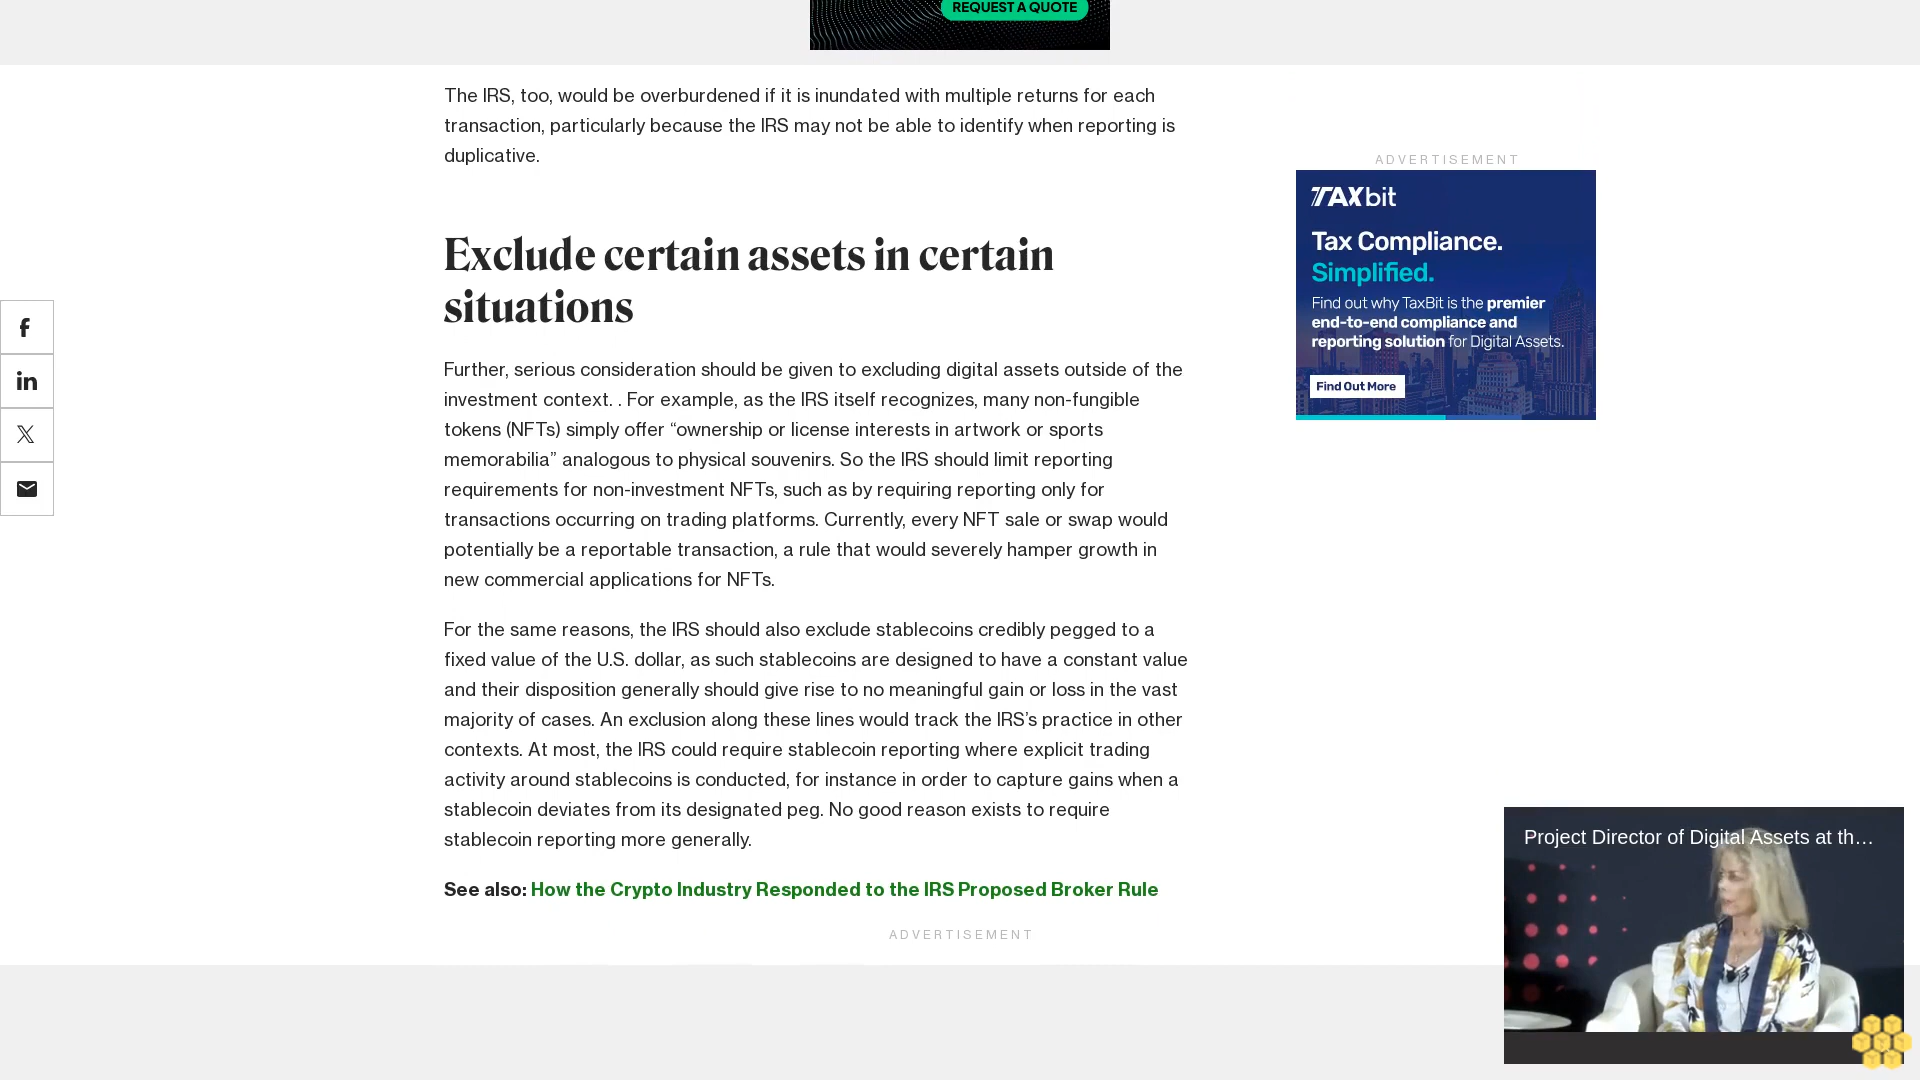 REQUEST A QUOTE
The IRS, too, would be overburdened if it is inundated with multiple returns for each
transaction, particularly because the IRS may not be able to identify when reporting is
duplicative.
Exclude certain assets in certain
situations
Further, serious consideration should be given to excluding digital assets outside of the
investment context. . For example, as the IRS itself recognizes, many non-fungible
tokens (NFTs) simply offer “ownership or license interests in artwork or sports
memorabilia” analogous to physical souvenirs. So the IRS should limit reporting
requirements for non-investment NFTs, such as by requiring reporting only for
transactions occurring on trading platforms. Currently, every NFT sale or swap would
potentially be a reportable transaction, a rule that would severely hamper growth in
new commercial applications for NFTs.
For the same reasons, the IRS should also exclude stablecoins credibly pegged to a
fixed value of the U.S. dollar, as such stablecoins are designed to have a constant value
and their disposition generally should give rise to no meaningful gain or loss in the vast
majority of cases. An exclusion along these lines would track the IRS’s practice in other
contexts. At most, the IRS could require stablecoin reporting where explicit trading
activity around stablecoins is conducted, for instance in order to capture gains when a
stablecoin deviates from its designated peg. No good reason exists to require
stablecoin reporting more generally.
See also: How the Crypto Industry Responded to the IRS Proposed Broker Rule
ADVERTISEMENT
ADVERTISEMENT
TAXbit
Tax Compliance.
Simplified.
Find out why TaxBit is the premier
end-to-end compliance and
reporting solution for Digital Assets.
Find Out More
Project Director of Digital Assets at th…